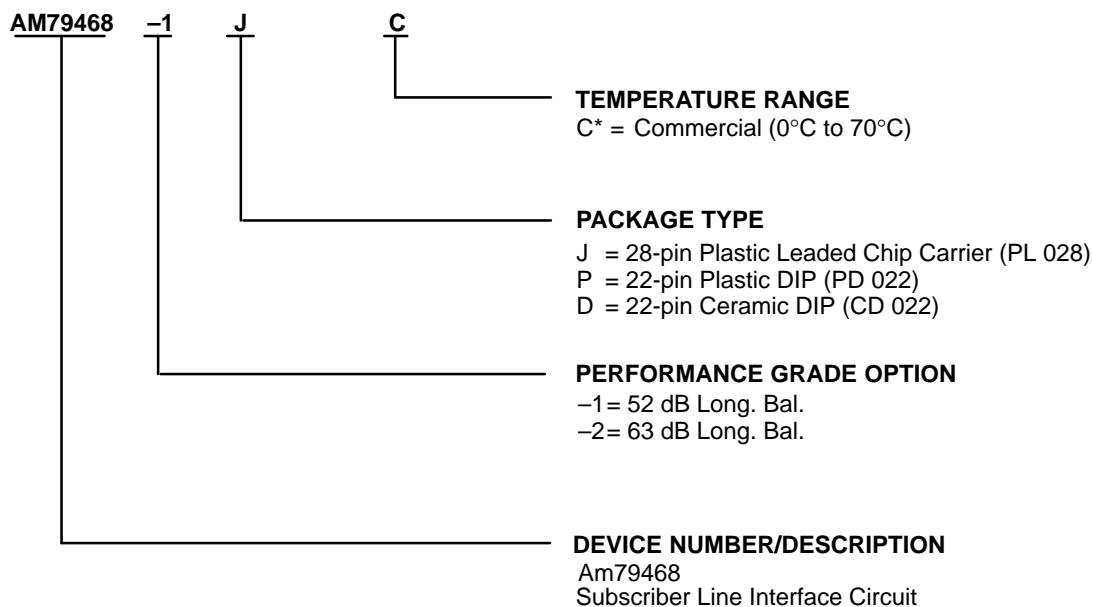 AM79468 –1 J C
TEMPERATURE RANGE
C* = Commercial (0°C to 70°C)
PACKAGE TYPE
J = 28-pin Plastic Leaded Chip Carrier (PL 028)
P = 22-pin Plastic DIP (PD 022)
D = 22-pin Ceramic DIP (CD 022)
PERFORMANCE GRADE OPTION
–1= 52 dB Long. Bal.
–2= 63 dB Long. Bal.
DEVICE NUMBER/DESCRIPTION
Am79468
Subscriber Line Interface Circuit